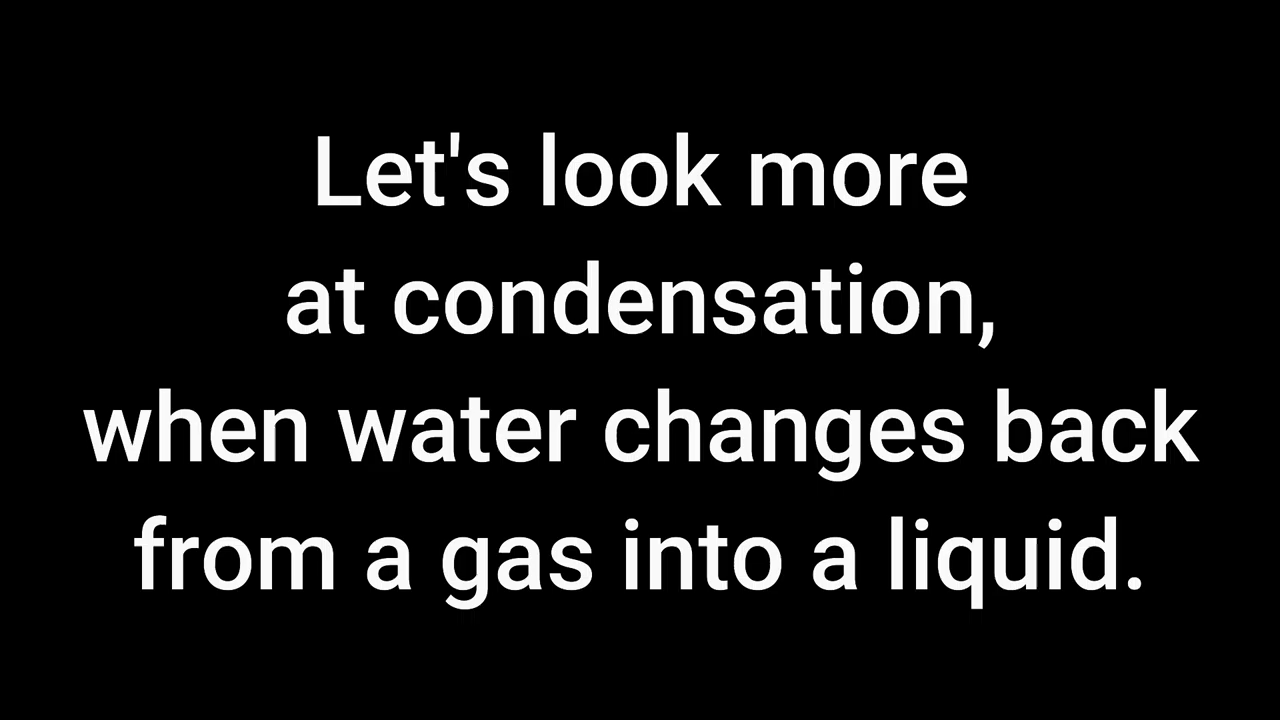 Let's look more
at condensation,
when water changes back
from a gas into a liquid.